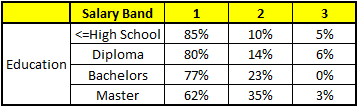 Salary Band 1 2 3
<=High School 85% 10% 5%
Diploma 80% 14% 6%
Education
Bachelors 77% 23% 0%
Master 62% 35% 3%